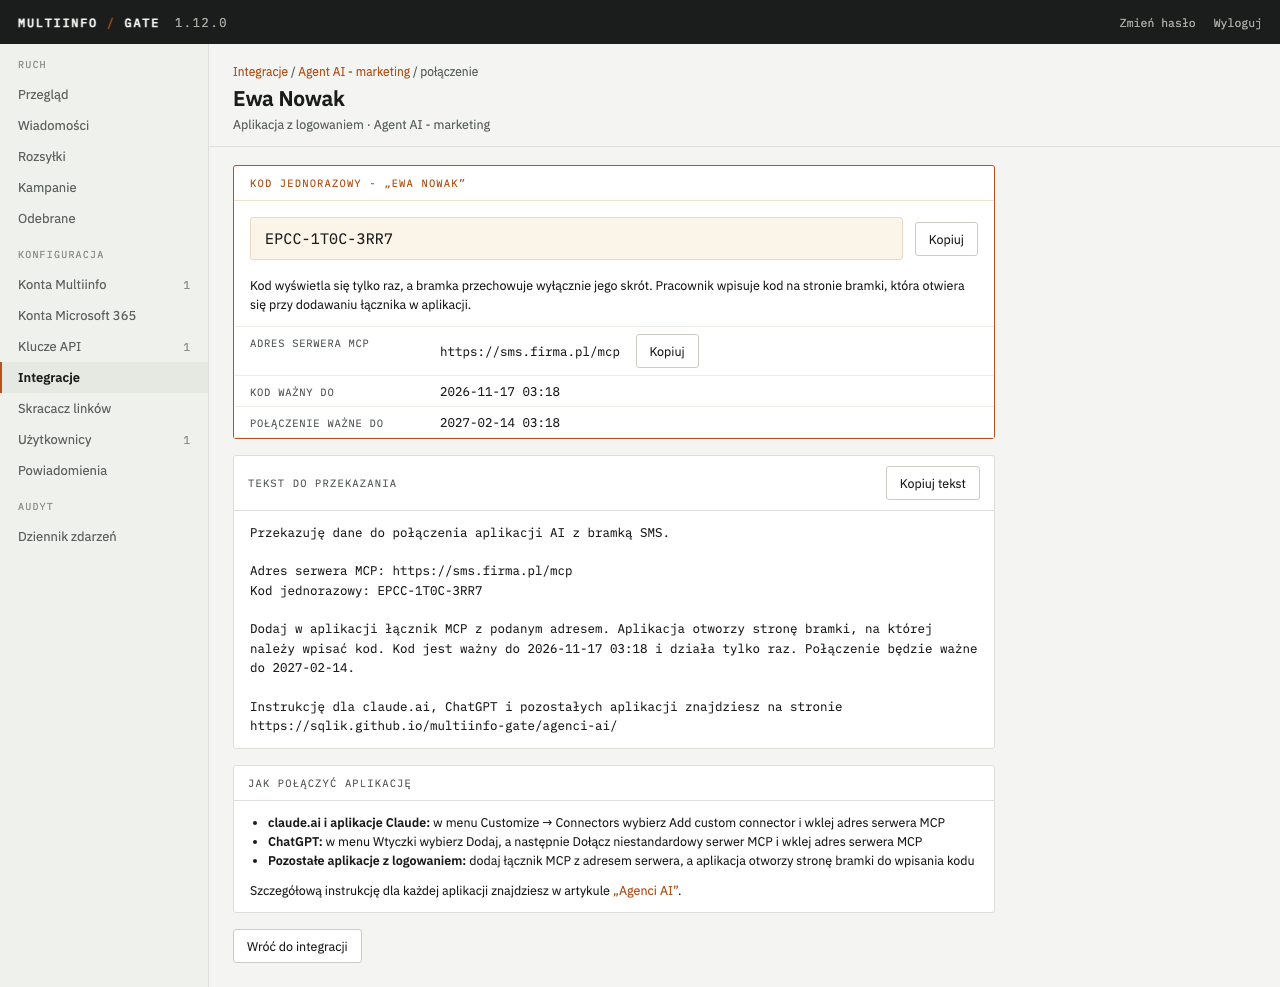 MULTIINFO / GATE 1.12.0
Zmień hasło Wyloguj
RUCH
Przegląd
Wiadomości
Rozsyłki
Kampanie
Odebrane
KONFIGURACJA
Konta Multiinfo 1
Konta Microsoft 365
Klucze API 1
Integracje
Skracacz linków
Użytkownicy 1
Powiadomienia
AUDYT
Dziennik zdarzeń
Integracje / Agent AI - marketing / połączenie
Ewa Nowak
Aplikacja z logowaniem · Agent AI - marketing
KOD JEDNORAZOWY - „EWA NOWAK”
EPCC-1T0C-3RR7
Kopiuj
Kod wyświetla się tylko raz, a bramka przechowuje wyłącznie jego skrót. Pracownik wpisuje kod na stronie bramki, która otwiera
się przy dodawaniu łącznika w aplikacji.
ADRES SERWERA MCP https://sms.firma.pl/mcp Kopiuj
KOD WAŻNY DO 2026-11-17 03:18
POŁĄCZENIE WAŻNE DO 2027-02-14 03:18
TEKST DO PRZEKAZANIA
Kopiuj tekst
Przekazuję dane do połączenia aplikacji AI z bramką SMS.
Adres serwera MCP: https://sms.firma.pl/mcp
Kod jednorazowy: EPCC-1T0C-3RR7
Dodaj w aplikacji łącznik MCP z podanym adresem. Aplikacja otworzy stronę bramki, na której
należy wpisać kod. Kod jest ważny do 2026-11-17 03:18 i działa tylko raz. Połączenie będzie ważne
do 2027-02-14.
Instrukcję dla claude.ai, ChatGPT i pozostałych aplikacji znajdziesz na stronie
https://sqlik.github.io/multiinfo-gate/agenci-ai/
JAK POŁĄCZYĆ APLIKACJĘ
• claude.ai i aplikacje Claude: w menu Customize → Connectors wybierz Add custom connector i wklej adres serwera MCP
• ChatGPT: w menu Wtyczki wybierz Dodaj, a następnie Dołącz niestandardowy serwer MCP i wklej adres serwera MCP
• Pozostałe aplikacje z logowaniem: dodaj łącznik MCP z adresem serwera, a aplikacja otworzy stronę bramki do wpisania kodu
Szczegółową instrukcję dla każdej aplikacji znajdziesz w artykule „Agenci AI”.
Wróć do integracji